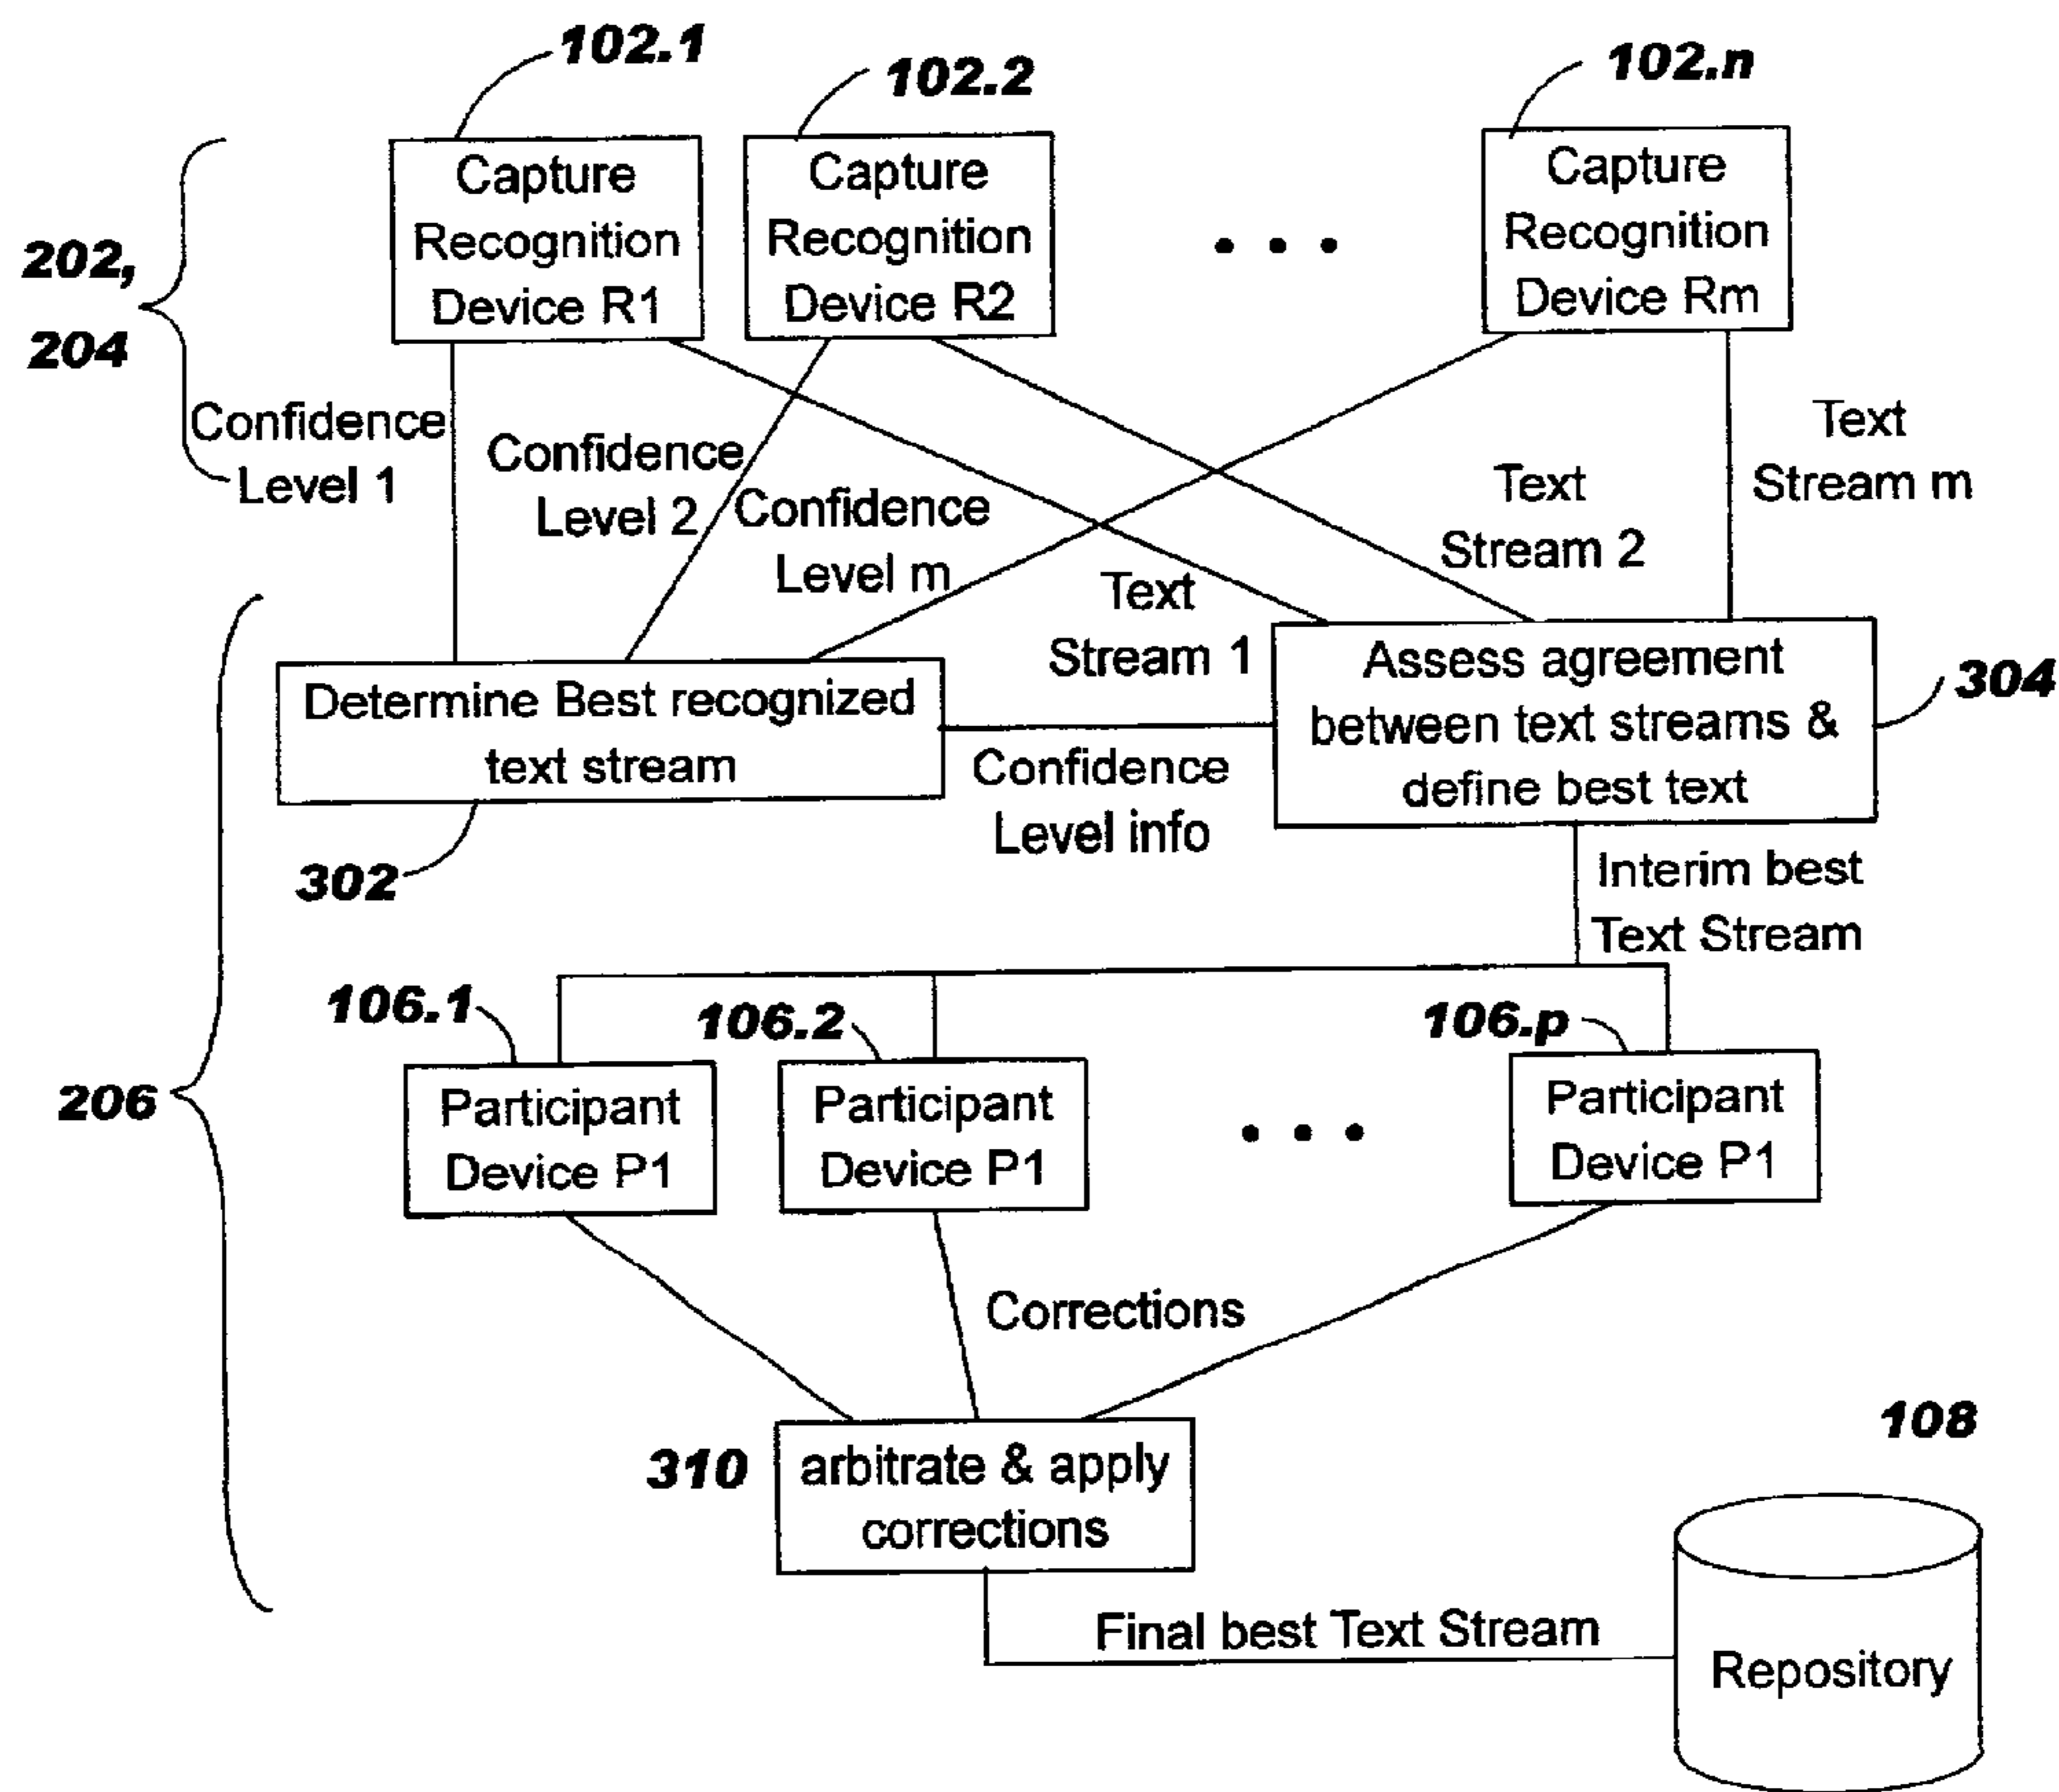 102.1
102.2
102.n
Capture
Recognition
Device R1
Capture
Recognition
Device R2
Capture
Recognition
Device Rm
202,
204
Confidence
Level 1
Confidence
Level 2
Confidence
Level m
Text
Stream 1
Text
Stream 2
Text
Stream m
Determine Best recognized
text stream
302
Confidence
Level info
Assess agreement
between text streams &
define best text
304
Interim best
Text Stream
206
106.1
106.2
106.p
Participant
Device P1
Participant
Device P1
Participant
Device P1
Corrections
310
arbitrate & apply
corrections
Final best Text Stream
108
Repository